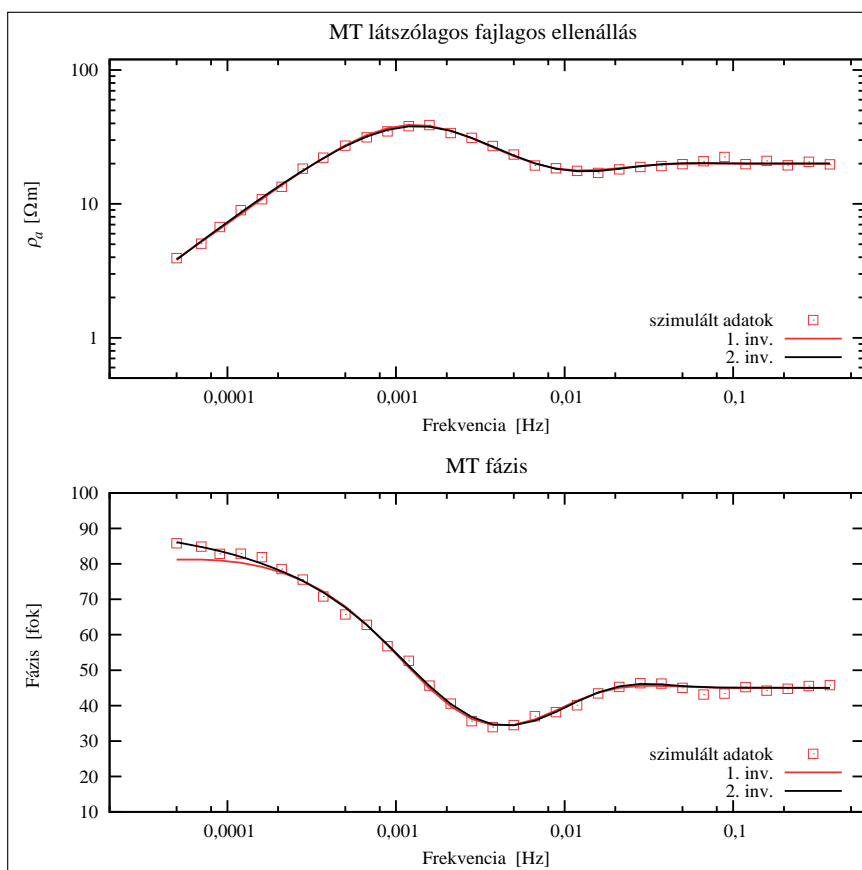 MT látszólagos fajlagos ellenállás
100
10
1
ρa [Ωm]
szimulált adatok
1. inv.
2. inv.
0,0001 0,001 0,01 0,1
Frekvencia [Hz]
MT fázis
100
90
80
70
60
50
40
30
20
10
Fázis [fok]
szimulált adatok
1. inv.
2. inv.
0,0001 0,001 0,01 0,1
Frekvencia [Hz]